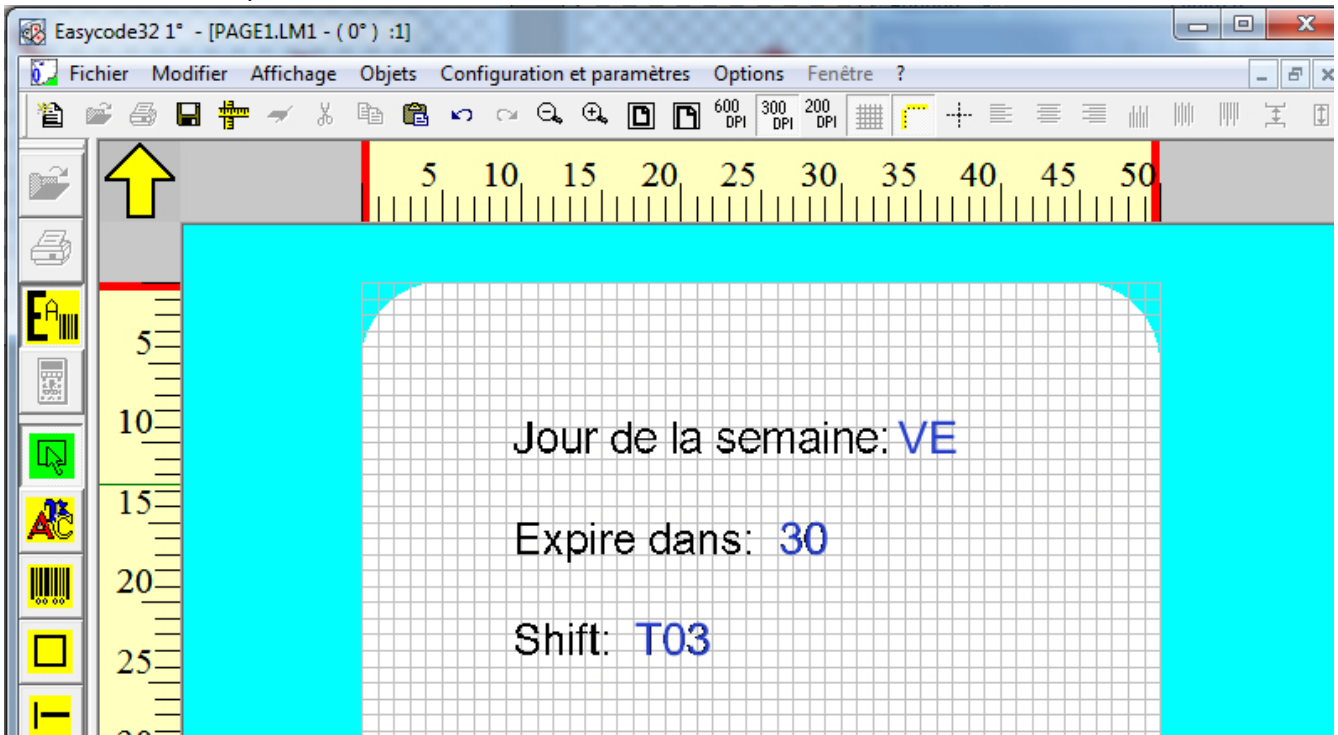 Easycode32 1° - [PAGE1.LM1 - ( 0° ) :1]
Fichier Modifier Affichage Objets Configuration et paramètres Options Fenêtre ?
600 DPI 300 DPI 200 DPI
5 10 15 20 25 30 35 40 45 50
E A
5
10
Jour de la semaine: VE
15
Expire dans: 30
20
Shift: T03
25